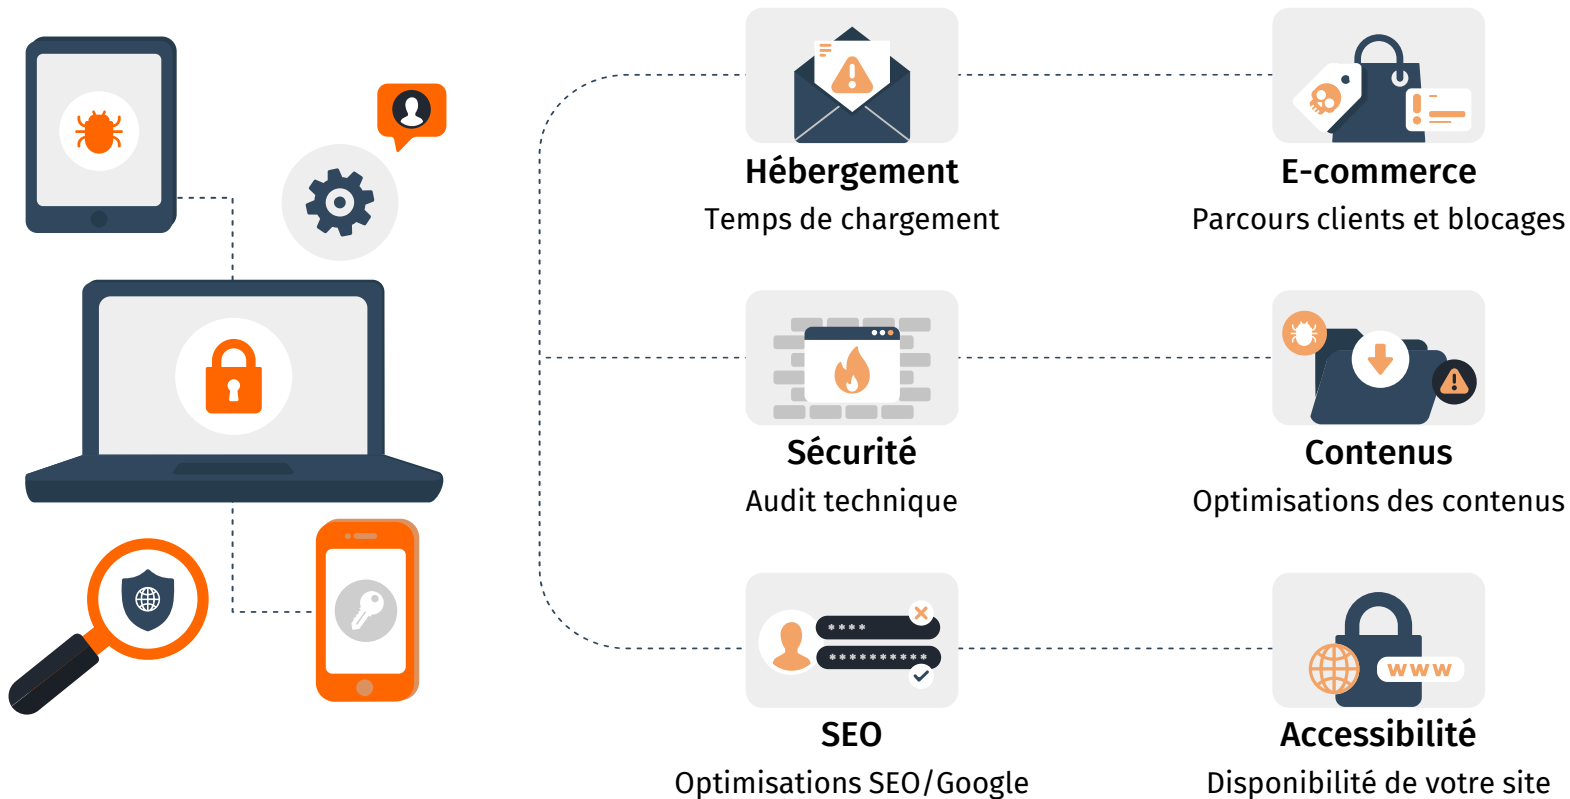 Hébergement
Temps de chargement
E-commerce
Parcours clients et blocages
Sécurité
Audit technique
Contenus
Optimisations des contenus
****
**********
SEO
Optimisations SEO/Google
www
Accessibilité
Disponibilité de votre site